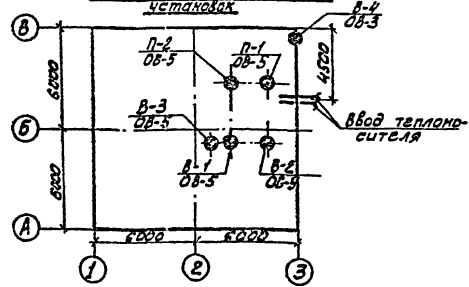 установок
В
В-4
ОВ-3
П-2
ОВ-5
П-1
ОВ-5
6000
4500
В-3
ОВ-5
Ввод теплоно-
сителя
Б
В-1
ОВ-5
В-2
ОВ-5
6000
А
6000
6000
1
2
3